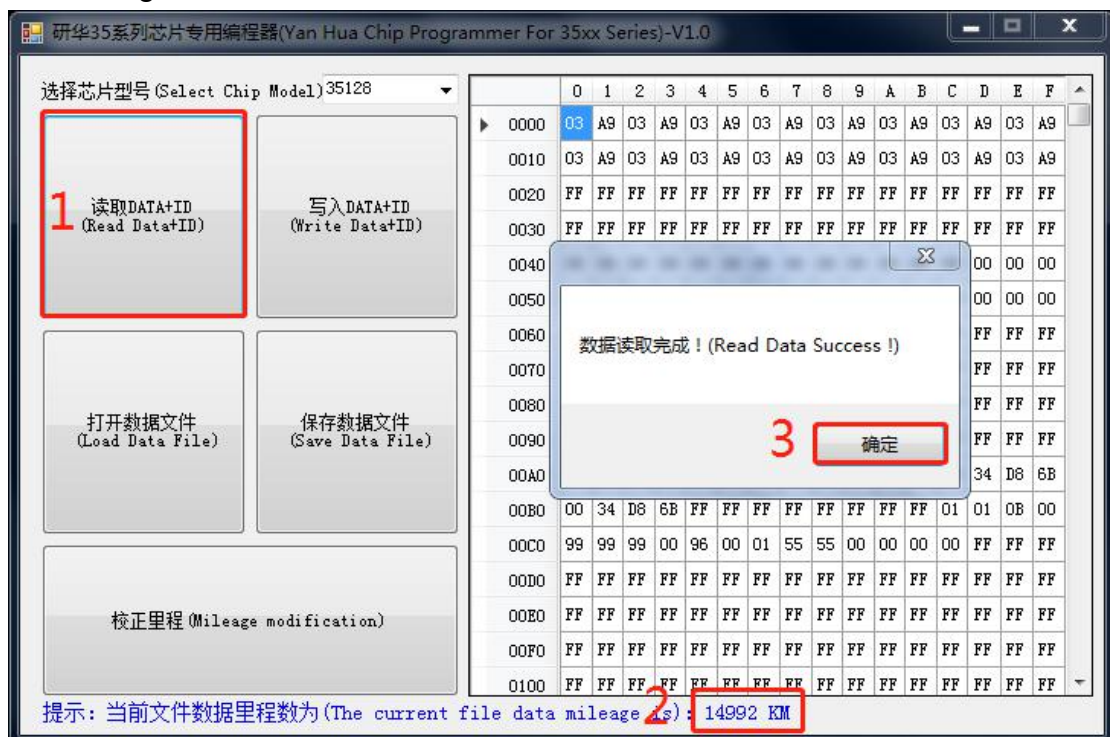 研华35系列芯片专用编程器(Yan Hua Chip Programmer For 35xx Series)-V1.0
选择芯片型号(Select Chip Model)35128
1
读取DATA+ID
(Read Data+ID)
写入DATA+ID
(Write Data+ID)
打开数据文件
(Load Data File)
保存数据文件
(Save Data File)
校正里程(Mileage modification)
0 1 2 3 4 5 6 7 8 9 A B C D E F
0000 03 A9 03 A9 03 A9 03 A9 03 A9 03 A9 03 A9 03 A9
0010 03 A9 03 A9 03 A9 03 A9 03 A9 03 A9 03 A9 03 A9
0020 FF FF FF FF FF FF FF FF FF FF FF FF FF FF FF FF
0030 FF FF FF FF FF FF FF FF FF FF FF FF FF FF FF FF
0040 00 00 00
0050 00 00 00
0060 FF FF FF
0070 FF FF FF
0080 FF FF FF
0090 FF FF FF
00A0 34 D8 6B
数据读取完成！(Read Data Success !)
3
确定
00B0 00 34 D8 6B FF FF FF FF FF FF FF FF 01 01 0B 00
00C0 99 99 99 00 96 00 01 55 55 00 00 00 00 FF FF FF
00D0 FF FF FF FF FF FF FF FF FF FF FF FF FF FF FF FF
00E0 FF FF FF FF FF FF FF FF FF FF FF FF FF FF FF FF
00F0 FF FF FF FF FF FF FF FF FF FF FF FF FF FF FF FF
0100 FF FF FF FF FF FF FF FF FF FF FF FF FF FF FF FF
2
提示：当前文件数据里程数为(The current file data mileage is)：14992 KM